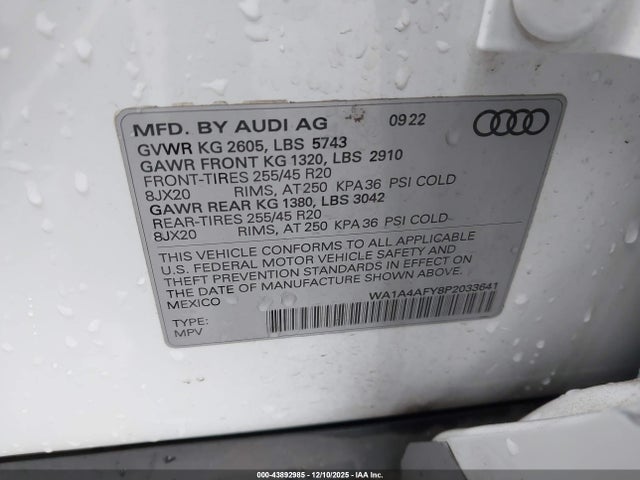 MFD. BY AUDI AG 09.22
GVWR KG 2605, LBS 5743
GAWR FRONT KG 1320, LBS 2910
FRONT-TIRES 255/45 R20
8JX20 RIMS, AT 250 KPA 36 PSI COLD
GAWR REAR KG 1380, LBS 3042
REAR-TIRES 255/45 R20
8JX20 RIMS, AT 250 KPA 36 PSI COLD
THIS VEHICLE CONFORMS TO ALL APPLICABLE
U.S. FEDERAL MOTOR VEHICLE SAFETY AND
THEFT PREVENTION STANDARDS IN EFFECT ON
THE DATE OF MANUFACTURE SHOWN ABOVE.
MEXICO
WA1A4AFY8P2033641
TYPE:
MPV
000-43892985 - 12/10/2025 - IAAI.com